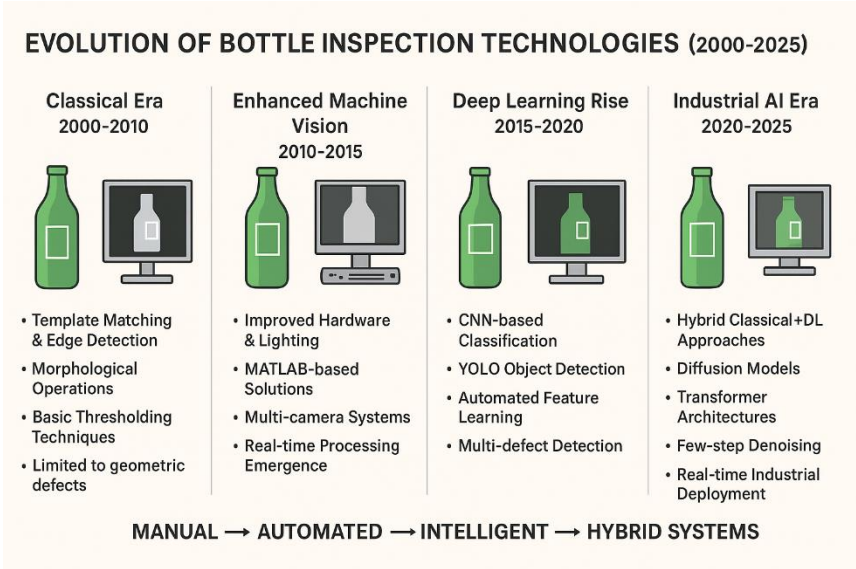 EVOLUTION OF BOTTLE INSPECTION TECHNOLOGIES (2000-2025)
Classical Era
2000-2010
• Template Matching
& Edge Detection
• Morphological
Operations
• Basic Thresholding
Techniques
• Limited to geometric
defects
Enhanced Machine
Vision
2010-2015
• Improved Hardware
& Lighting
• MATLAB-based
Solutions
• Multi-camera Systems
• Real-time Processing
Emergence
Deep Learning Rise
2015-2020
• CNN-based
Classification
• YOLO Object Detection
• Automated Feature
Learning
• Multi-defect Detection
Industrial AI Era
2020-2025
• Hybrid Classical+DL
Approaches
• Diffusion Models
• Transformer
Architectures
• Few-step Denoising
• Real-time Industrial
Deployment
MANUAL → AUTOMATED → INTELLIGENT → HYBRID SYSTEMS